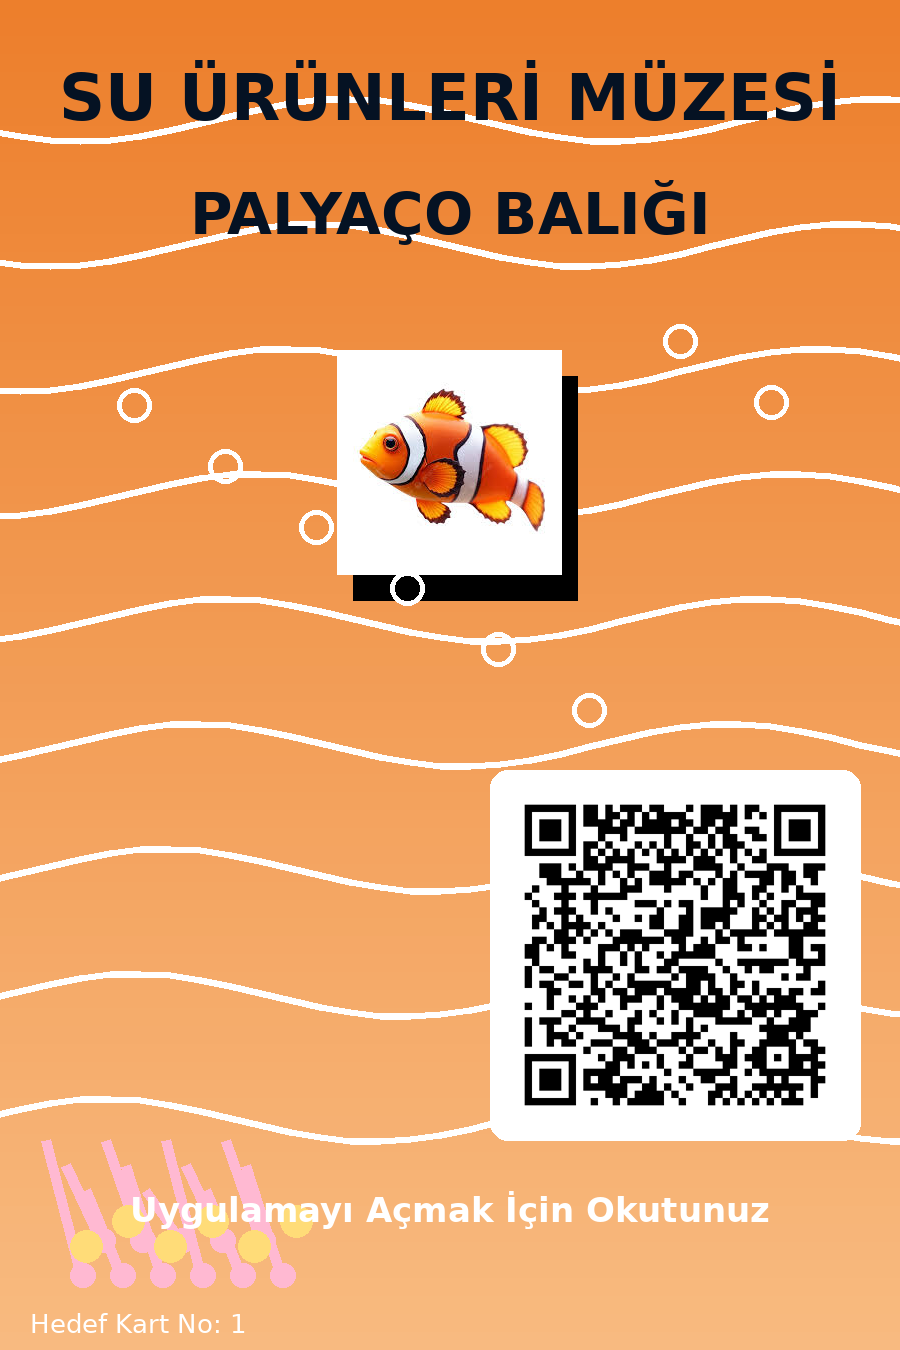 SU ÜRÜNLERİ MÜZESİ
PALYAÇO BALIĞI
Uygulamayı Açmak İçin Okutunuz
Hedef Kart No: 1